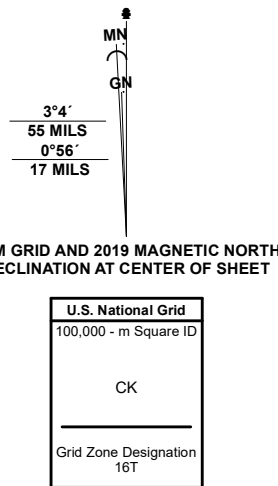 MN
GN
3°4´
55 MILS
0°56´
17 MILS
M GRID AND 2019 MAGNETIC NORTH
ECLINATION AT CENTER OF SHEET
U.S. National Grid
100,000 - m Square ID
CK
Grid Zone Designation
16T